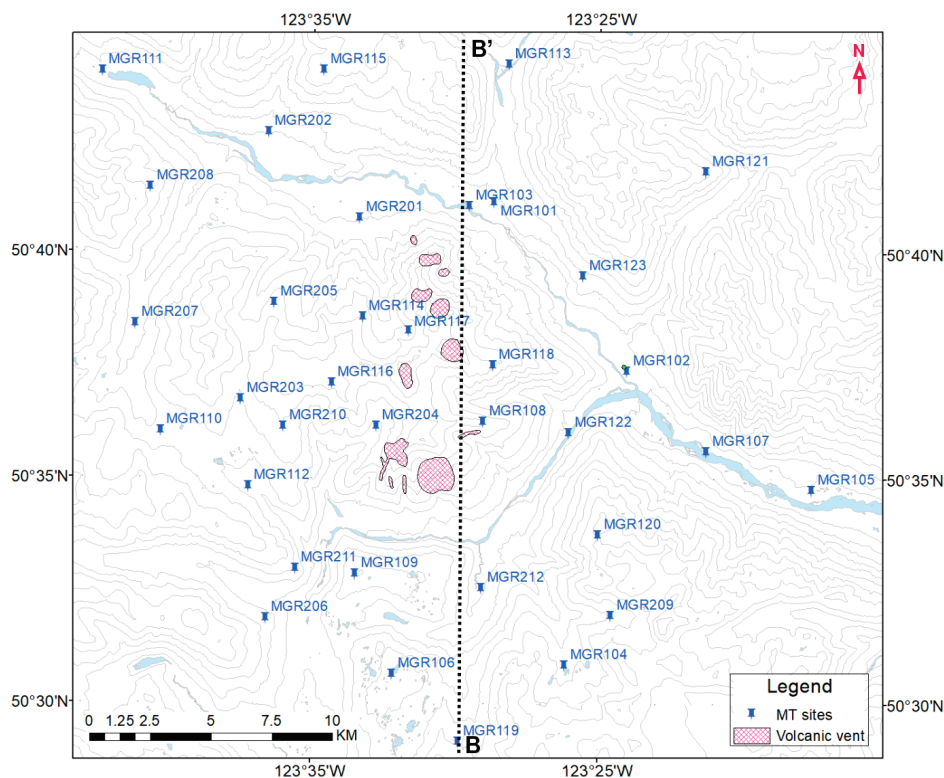 123°35'W 123°25'W
B'
N
MGR111
MGR115
MGR113
MGR202
MGR121
MGR208
MGR103
MGR101
MGR201
50°40'N 50°40'N
MGR123
MGR205
MGR207
MGR114
MGR117
MGR118
MGR102
MGR116
MGR203
MGR110
MGR210
MGR204
MGR108
MGR122
MGR107
50°35'N 50°35'N
MGR112
MGR105
MGR120
MGR211
MGR109
MGR212
MGR206
MGR209
MGR106
MGR104
50°30'N 50°30'N
Legend
MT sites
Volcanic vent
0 1.25 2.5 5 7.5 10
KM
MGR119
B
123°35'W 123°25'W